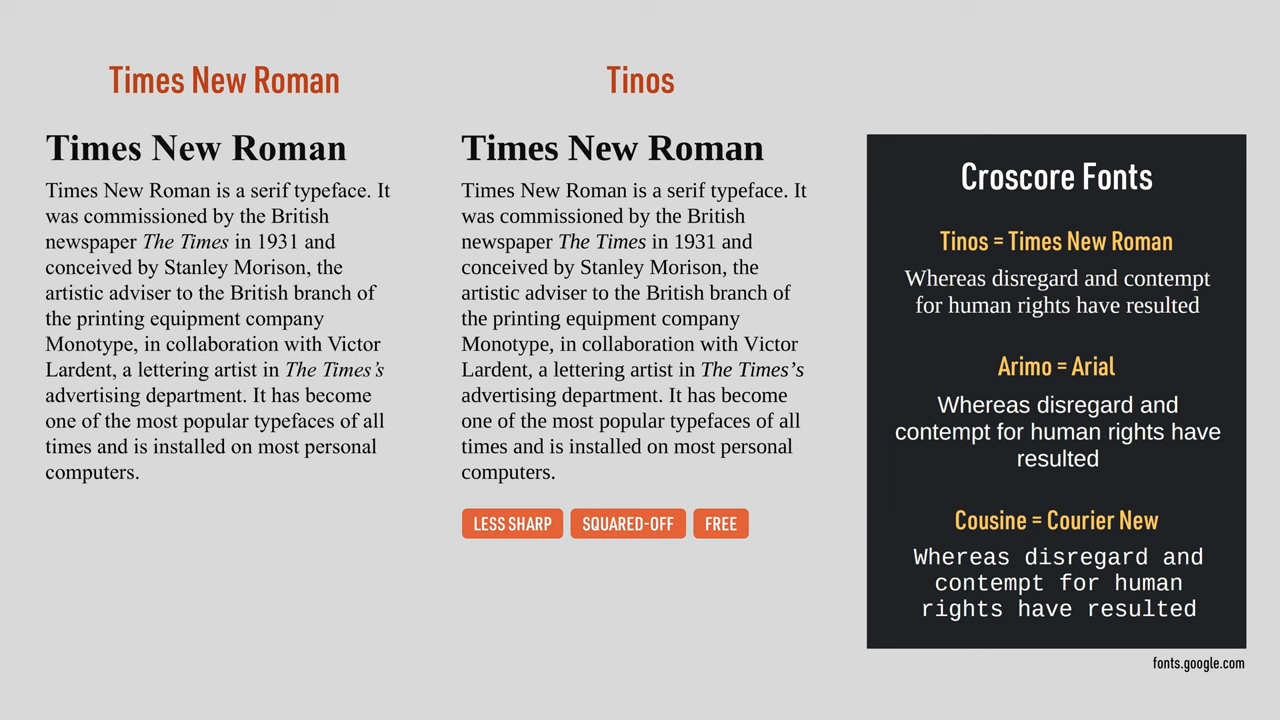 Times New Roman
Times New Roman
Times New Roman is a serif typeface. It
was commissioned by the British
newspaper The Times in 1931 and
conceived by Stanley Morison, the
artistic adviser to the British branch of
the printing equipment company
Monotype, in collaboration with Victor
Lardent, a lettering artist in The Times’s
advertising department. It has become
one of the most popular typefaces of all
times and is installed on most personal
computers.
Tinos
Times New Roman
Times New Roman is a serif typeface. It
was commissioned by the British
newspaper The Times in 1931 and
conceived by Stanley Morison, the
artistic adviser to the British branch of
the printing equipment company
Monotype, in collaboration with Victor
Lardent, a lettering artist in The Times’s
advertising department. It has become
one of the most popular typefaces of all
times and is installed on most personal
computers.
LESS SHARP SQUARED-OFF FREE
Croscore Fonts
Tinos = Times New Roman
Whereas disregard and contempt
for human rights have resulted
Arimo = Arial
Whereas disregard and
contempt for human rights have
resulted
Cousine = Courier New
Whereas disregard and
contempt for human
rights have resulted
fonts.google.com